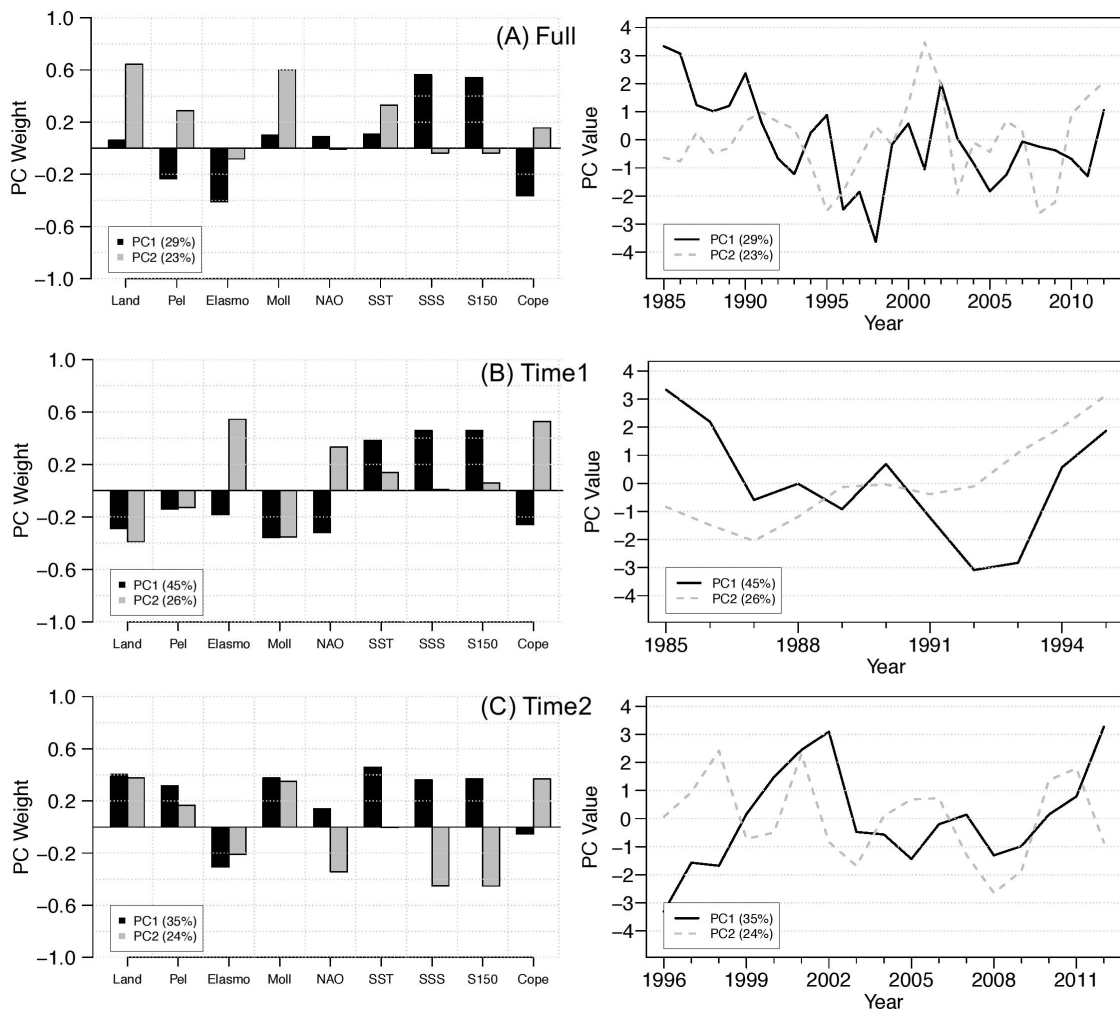 (A) Full
PC Weight
1.0
0.6
0.2
−0.2
−0.6
−1.0
PC1 (29%)
PC2 (23%)
Land Pel Elasmo Moll NAO SST SSS S150 Cope
PC Value
4
3
2
1
0
−1
−2
−3
−4
PC1 (29%)
PC2 (23%)
1985 1990 1995 2000 2005 2010
Year
(B) Time1
PC Weight
1.0
0.6
0.2
−0.2
−0.6
−1.0
PC1 (45%)
PC2 (26%)
Land Pel Elasmo Moll NAO SST SSS S150 Cope
PC Value
4
3
2
1
0
−1
−2
−3
−4
PC1 (45%)
PC2 (26%)
1985 1988 1991 1994
Year
(C) Time2
PC Weight
1.0
0.6
0.2
−0.2
−0.6
−1.0
PC1 (35%)
PC2 (24%)
Land Pel Elasmo Moll NAO SST SSS S150 Cope
PC Value
4
3
2
1
0
−1
−2
−3
−4
PC1 (35%)
PC2 (24%)
1996 1999 2002 2005 2008 2011
Year